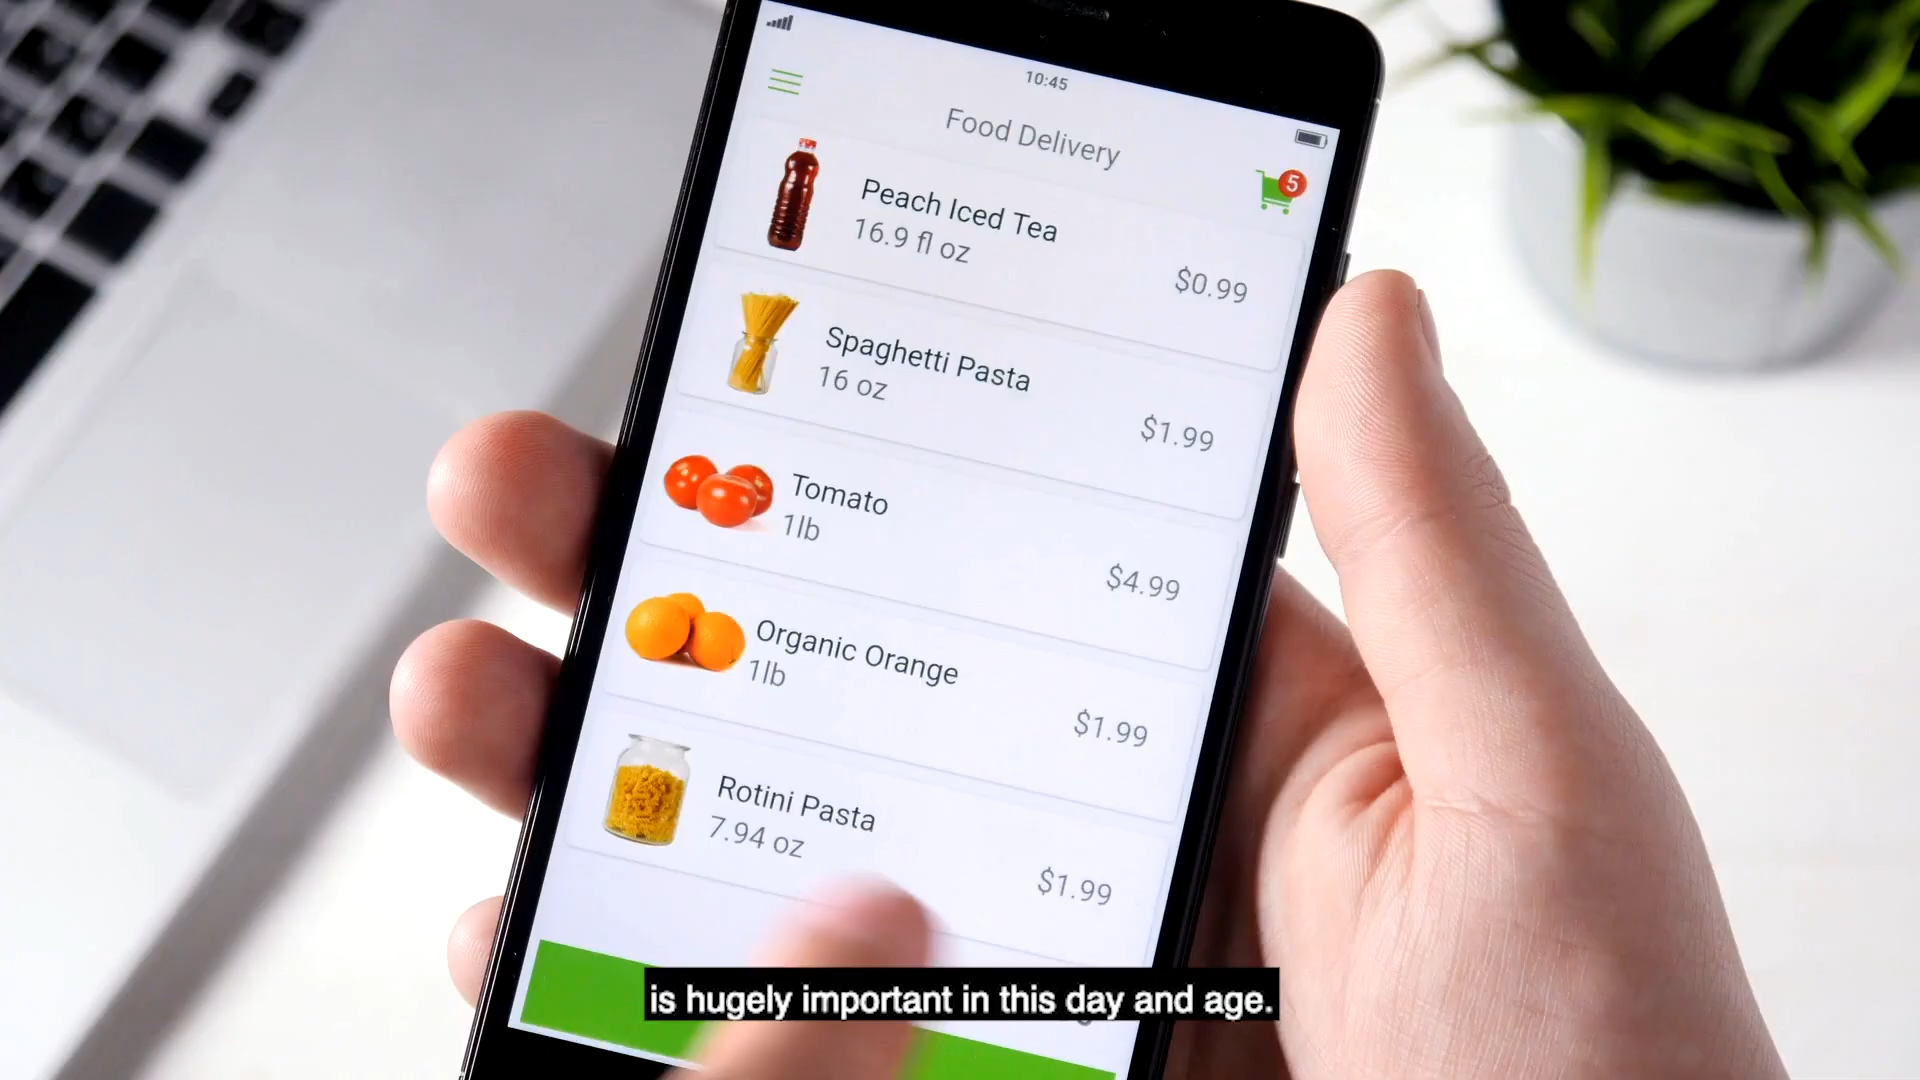 10:45
Food Delivery
5
Peach Iced Tea
16.9 fl oz
$0.99
Spaghetti Pasta
16 oz
$1.99
Tomato
1lb
$4.99
Organic Orange
1lb
$1.99
Rotini Pasta
7.94 oz
$1.99
is hugely important in this day and age.